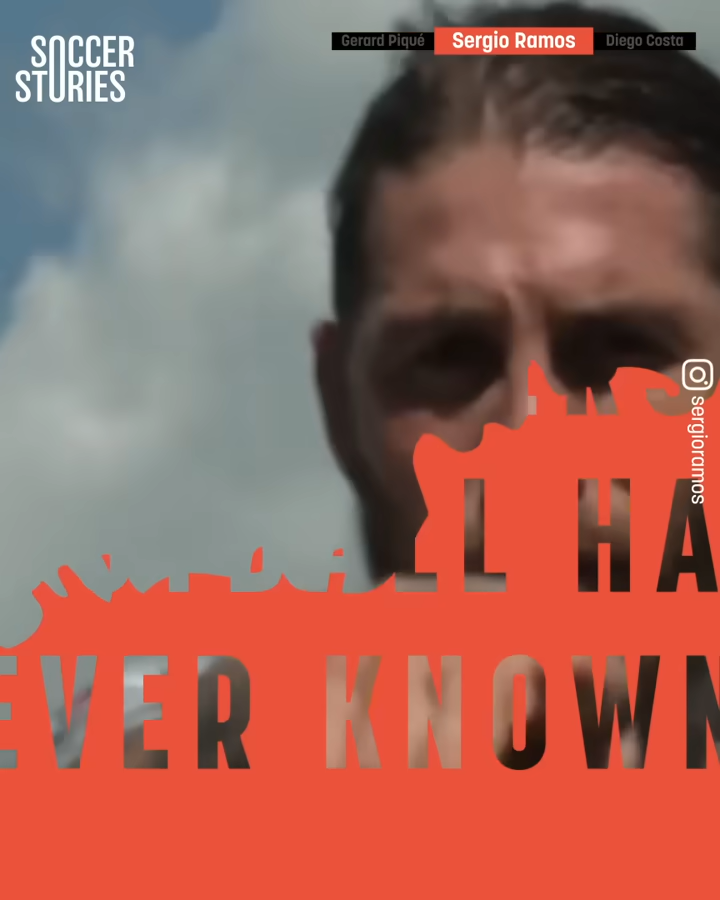 SOCCER
STORIES
Gerard Piqué Sergio Ramos Diego Costa
sergioramos
LL HA
EVER KNOWN